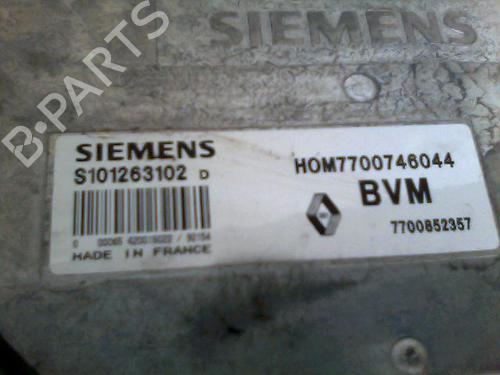 SIEMENS
B-PARTS
SIEMENS
S101263102 D
HOM7700746044
BVM
7700852357
MADE IN FRANCE